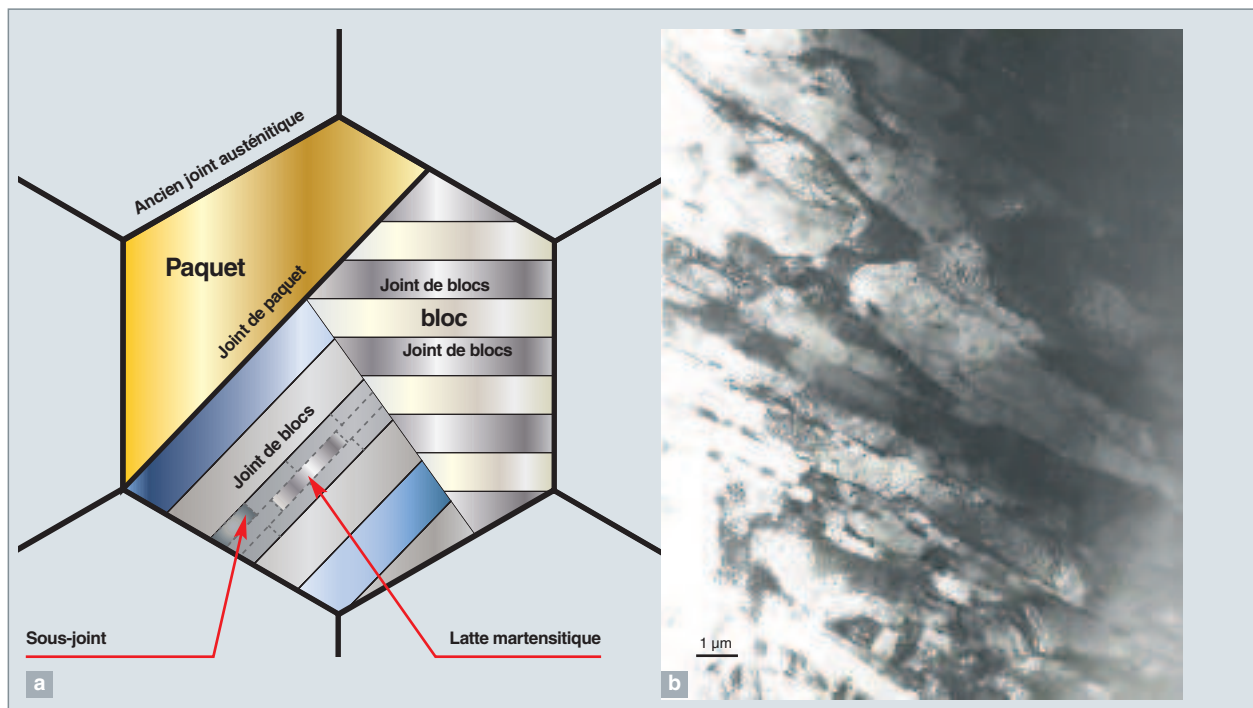 Ancien joint austénitique
Paquet
Joint de paquet
Joint de blocs
bloc
Joint de blocs
Joint de blocs
Sous-joint
Latte martensitique
a
1 µm
b